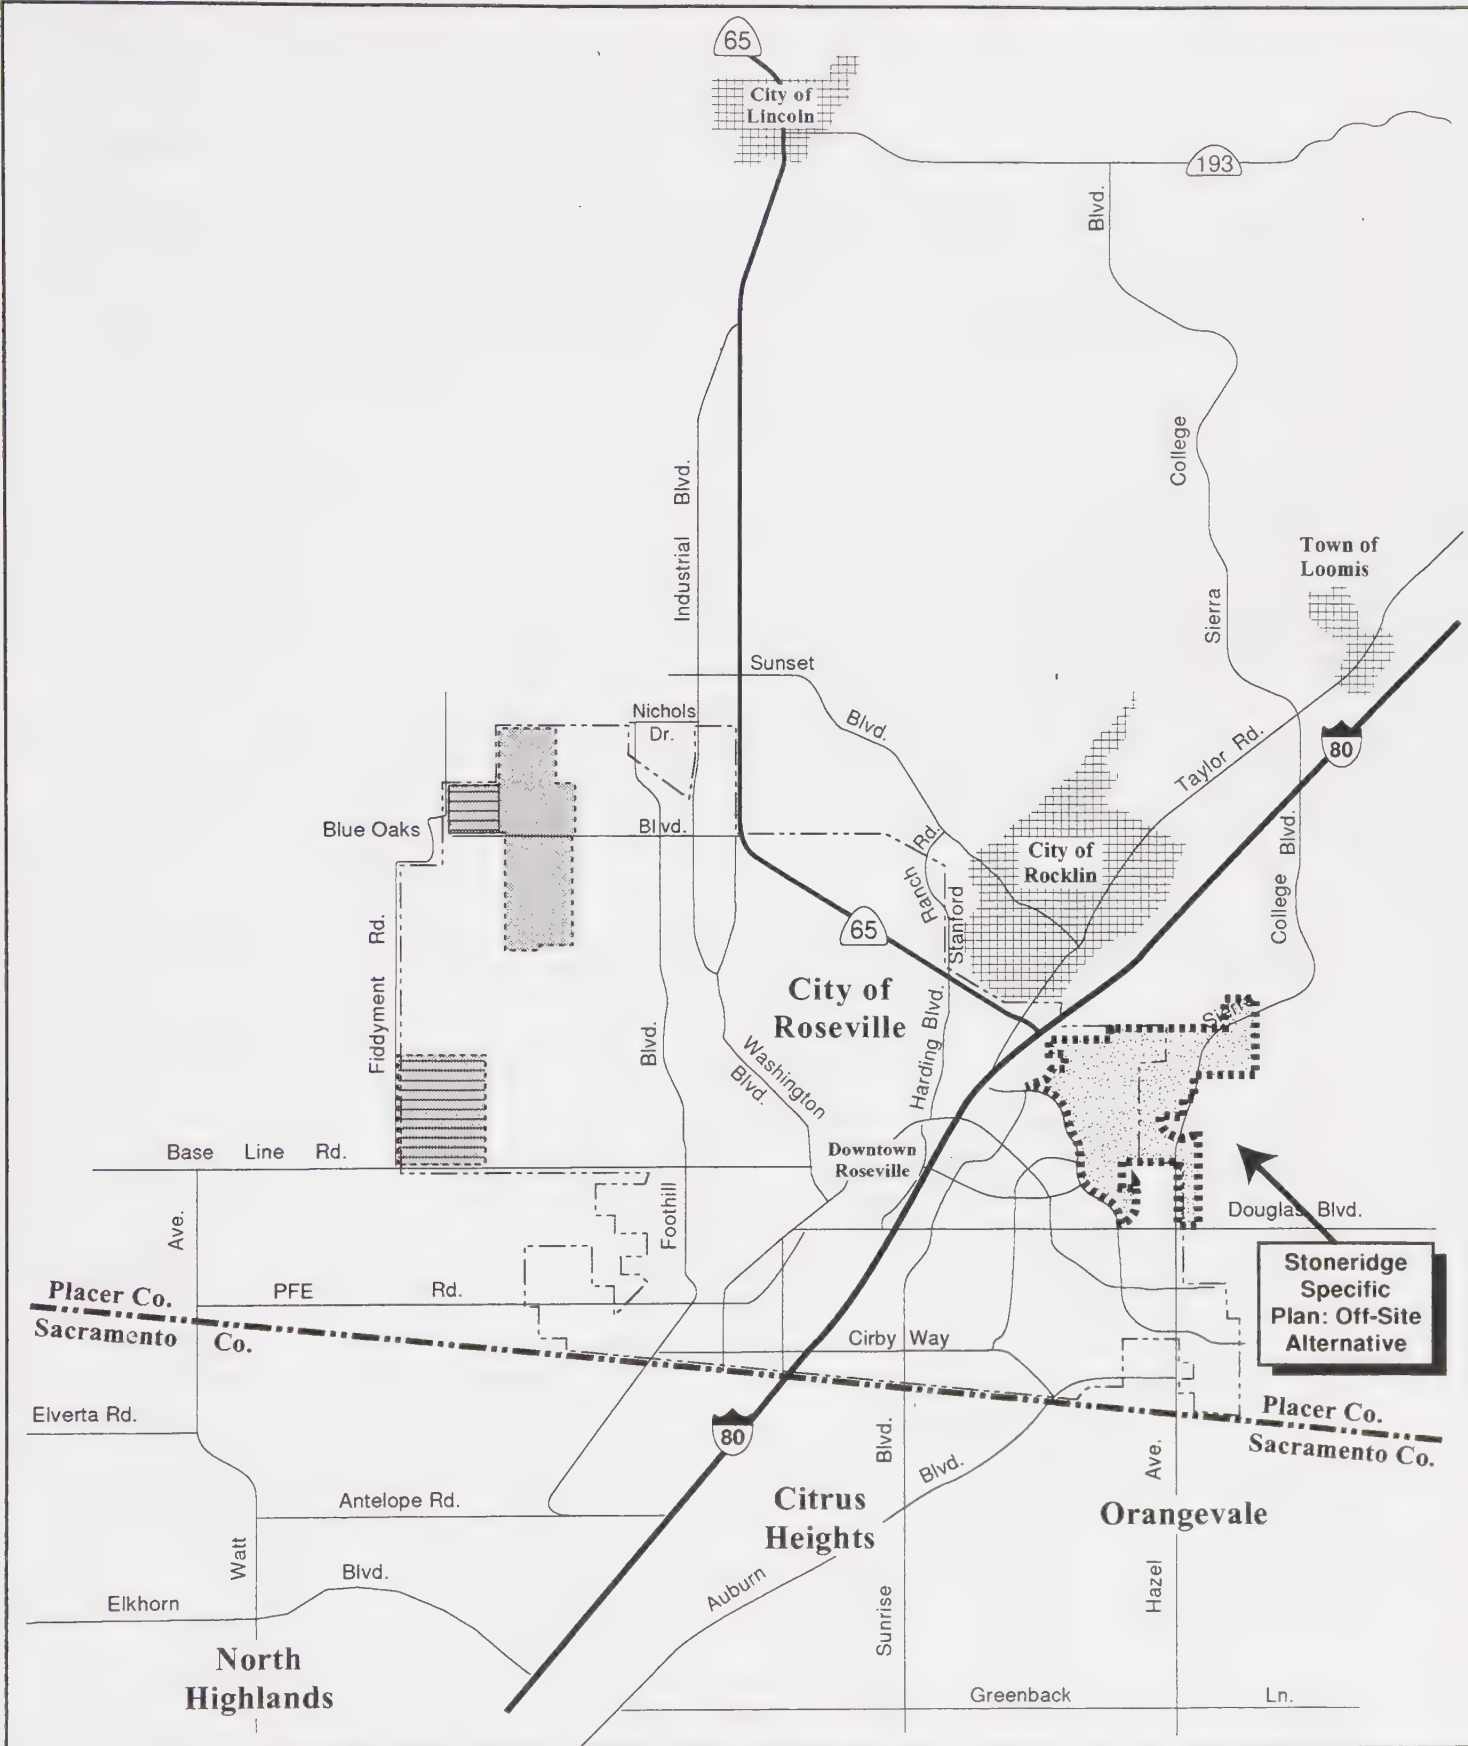 65
City of
Lincoln
193
Blvd.
College
Industrial Blvd.
Town of
Loomis
Sierra
Sunset
Nichols
Dr.
Blvd.
Taylor Rd.
80
Blue Oaks
Blvd.
Rd.
Ranch
Stanford
City of
Rocklin
College Blvd.
65
Fiddyment Rd.
City of
Roseville
Sierra
Harding Blvd.
Blvd.
Washington
Blvd.
Base Line Rd.
Downtown
Roseville
Foothill
Douglas Blvd.
Ave.
Stoneridge
Specific
Plan: Off-Site
Alternative
PFE Rd.
Placer Co.
Sacramento Co.
Cirby Way
Elverta Rd.
Placer Co.
Sacramento Co.
80
Blvd.
Blvd.
Ave.
Antelope Rd.
Citrus
Heights
Orangevale
Watt
Blvd.
Elkhorn
Auburn
Sunrise
Hazel
North
Highlands
Greenback Ln.